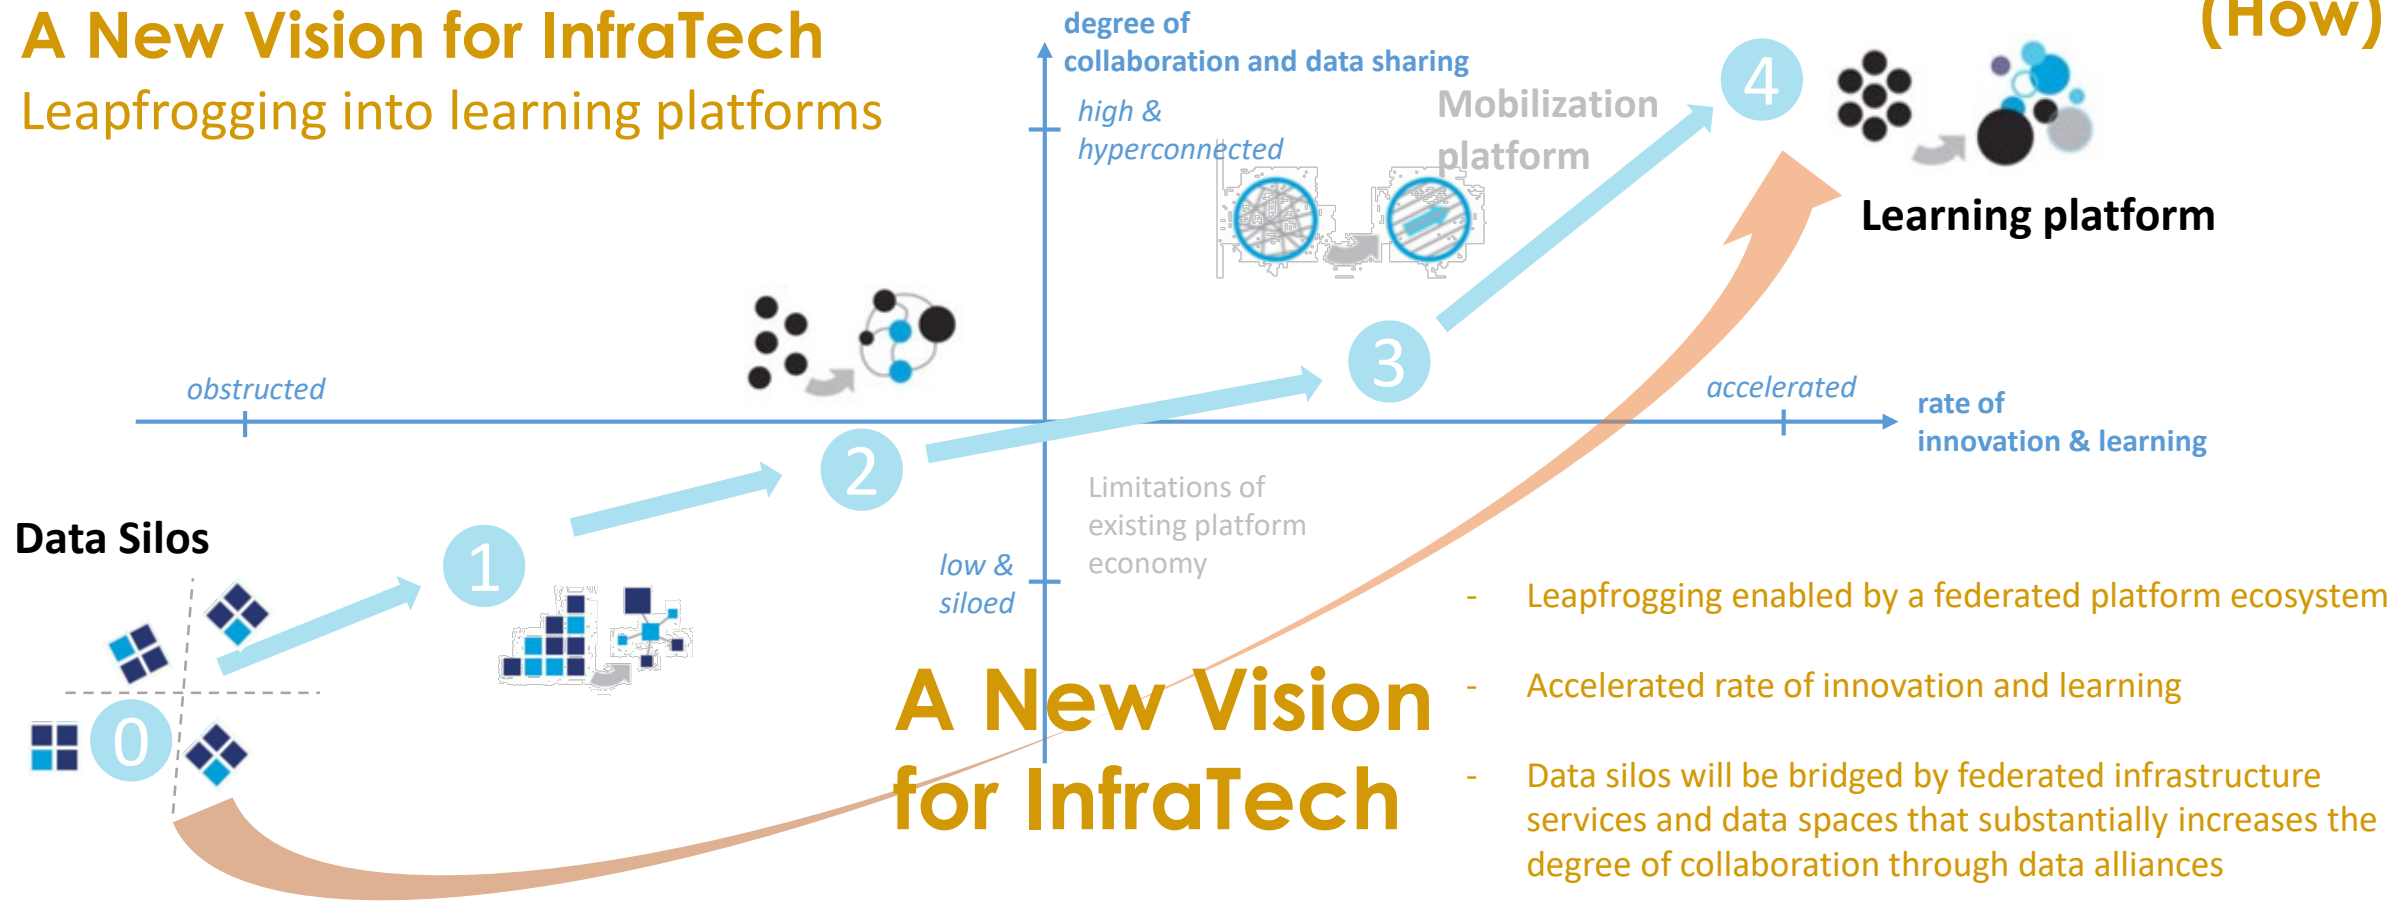 A New Vision for InfraTech
Leapfrogging into learning platforms
(How)
degree of
collaboration and data sharing
high &
hyperconnected
Mobilization
platform
4
Learning platform
3
obstructed
accelerated
rate of
innovation & learning
2
Limitations of
existing platform
economy
Data Silos
1
low &
siloed
0
A New Vision
for InfraTech
- Leapfrogging enabled by a federated platform ecosystem
- Accelerated rate of innovation and learning
- Data silos will be bridged by federated infrastructure
services and data spaces that substantially increases the
degree of collaboration through data alliances